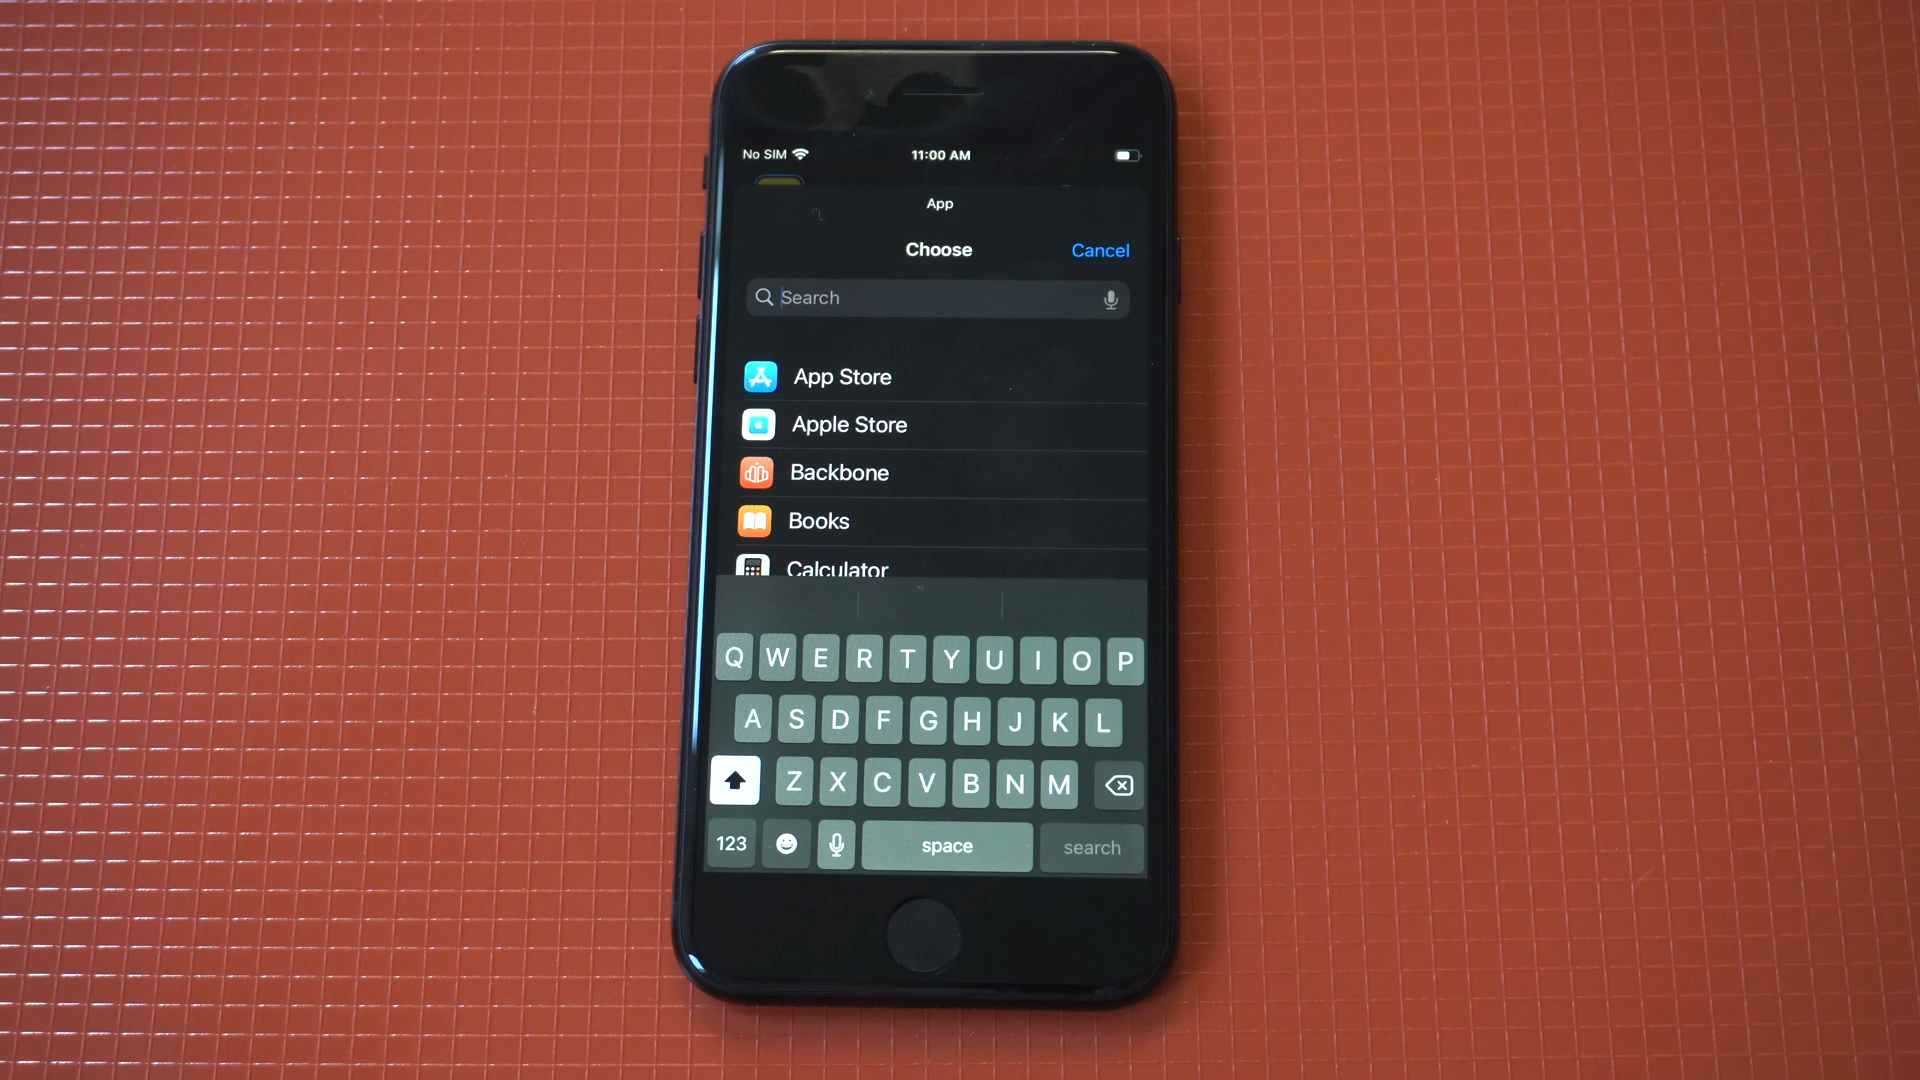 No SIM 11:00 AM
App
Choose Cancel
Search
App Store
Apple Store
Backbone
Books
Calculator
Q W E R T Y U I O P
A S D F G H J K L
Z X C V B N M
123 space search